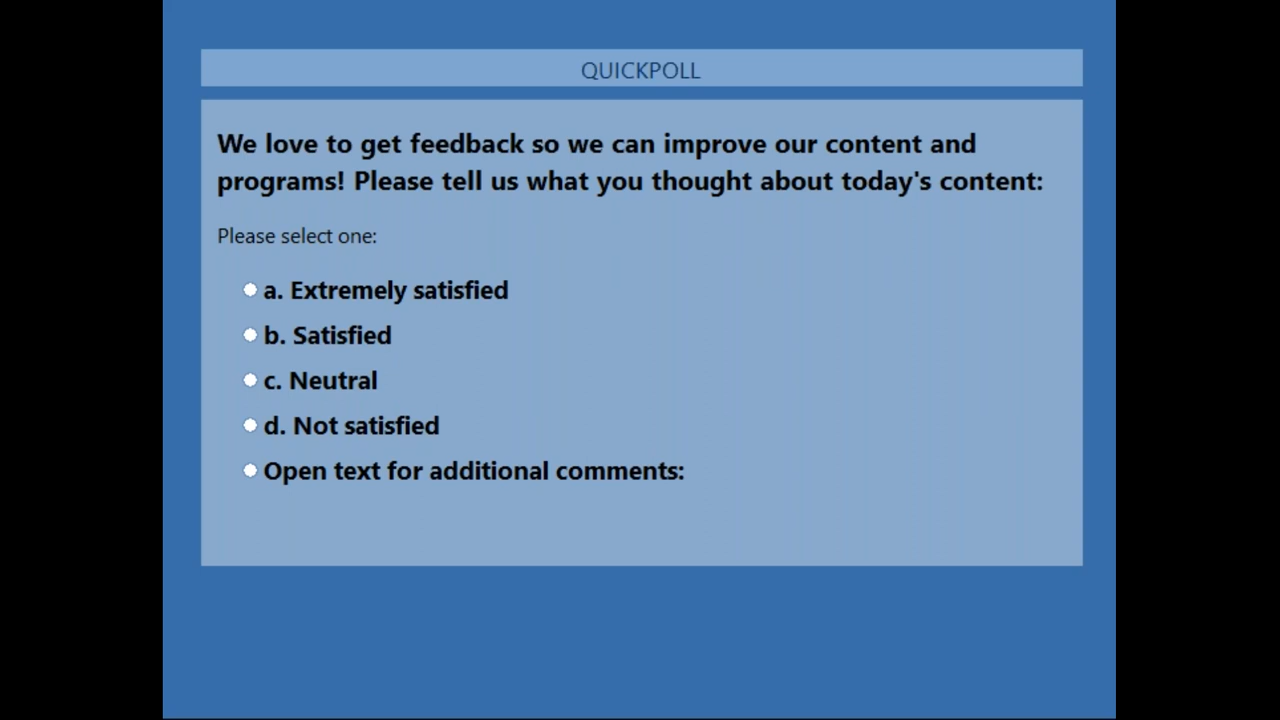 QUICKPOLL
We love to get feedback so we can improve our content and
programs! Please tell us what you thought about today's content:
Please select one:
a. Extremely satisfied
b. Satisfied
c. Neutral
d. Not satisfied
Open text for additional comments: